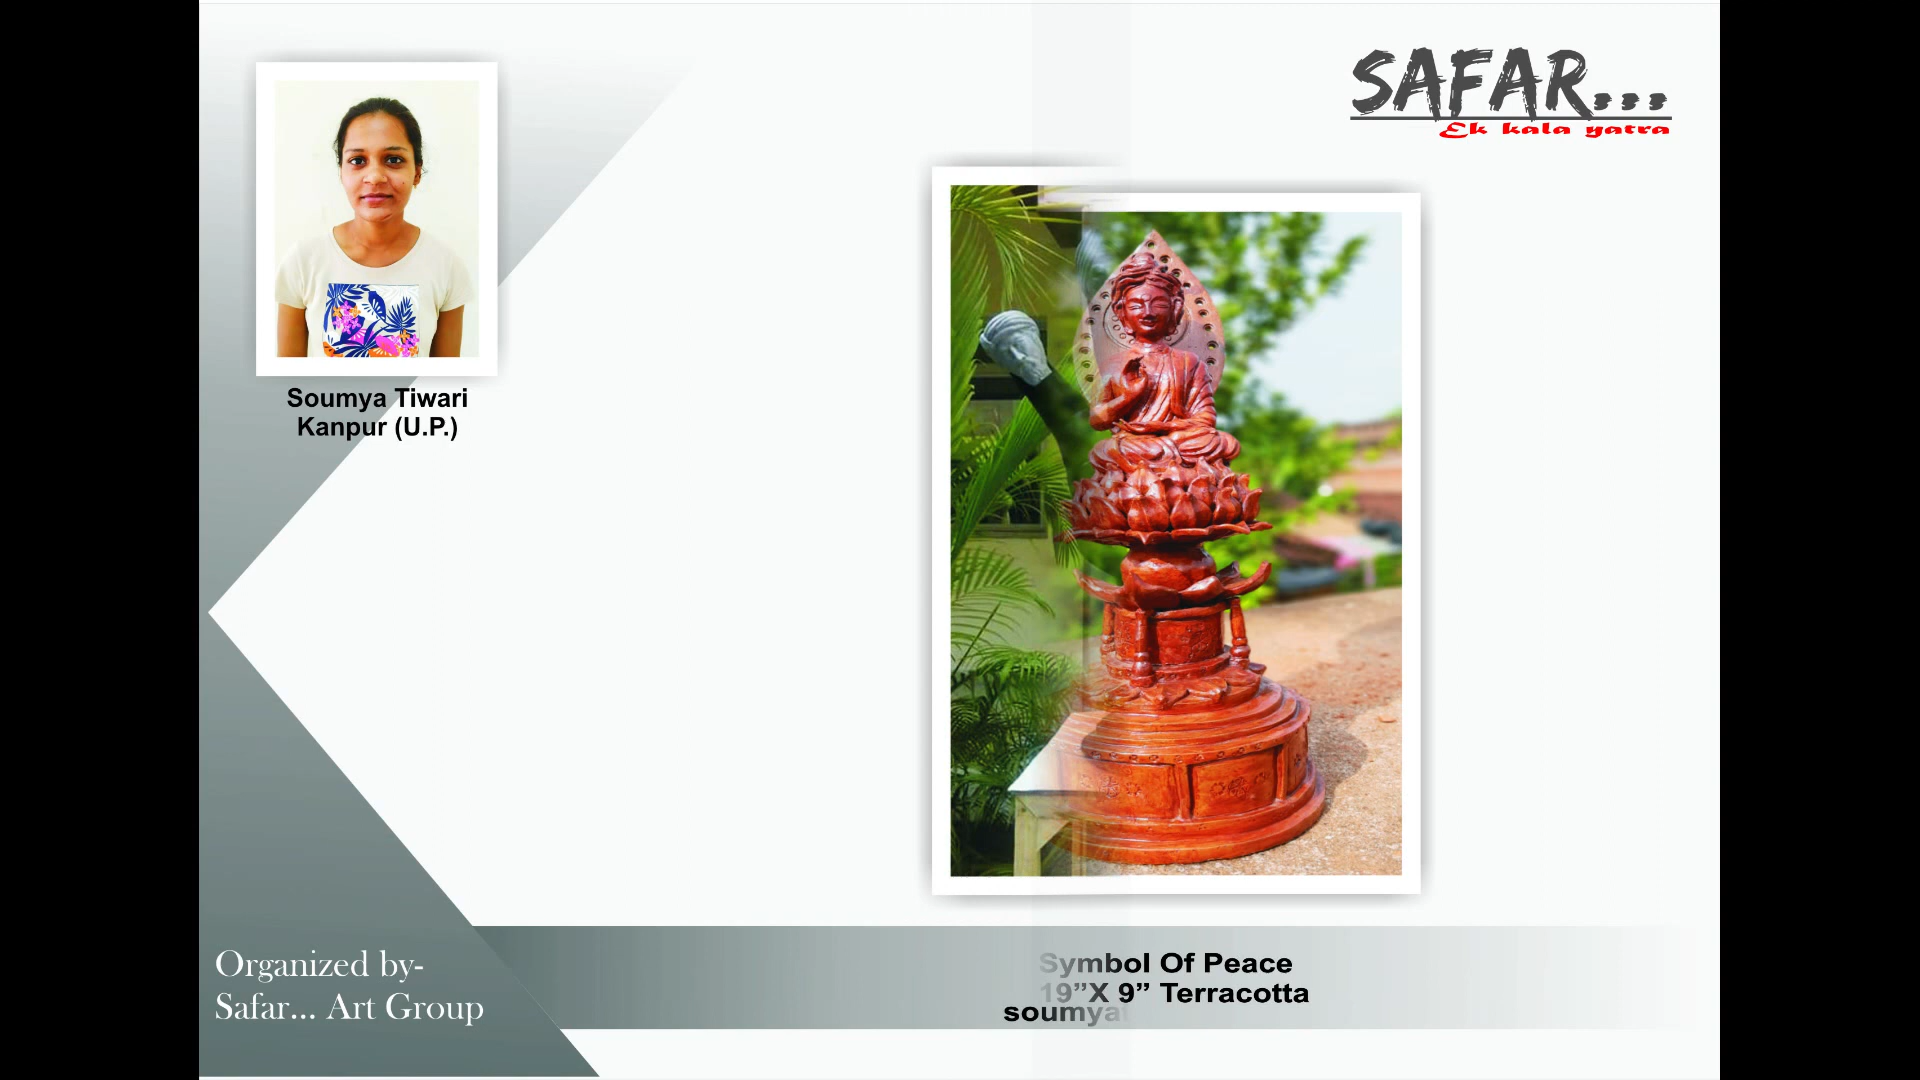 SAFAR...
Ek kala yatra
Soumya Tiwari
Kanpur (U.P.)
Symbol Of Peace
19”X 9” Terracotta
soumya
Organized by-
Safar... Art Group